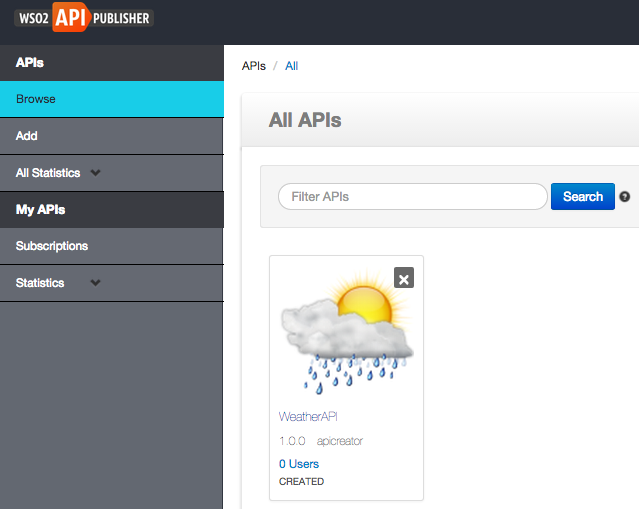 WSO2 API PUBLISHER
APIs
Browse
Add
All Statistics
My APIs
Subscriptions
Statistics
APIs / All
All APIs
Filter APIs
Search
?
WeatherAPI
1.0.0 apicreator
0 Users
CREATED